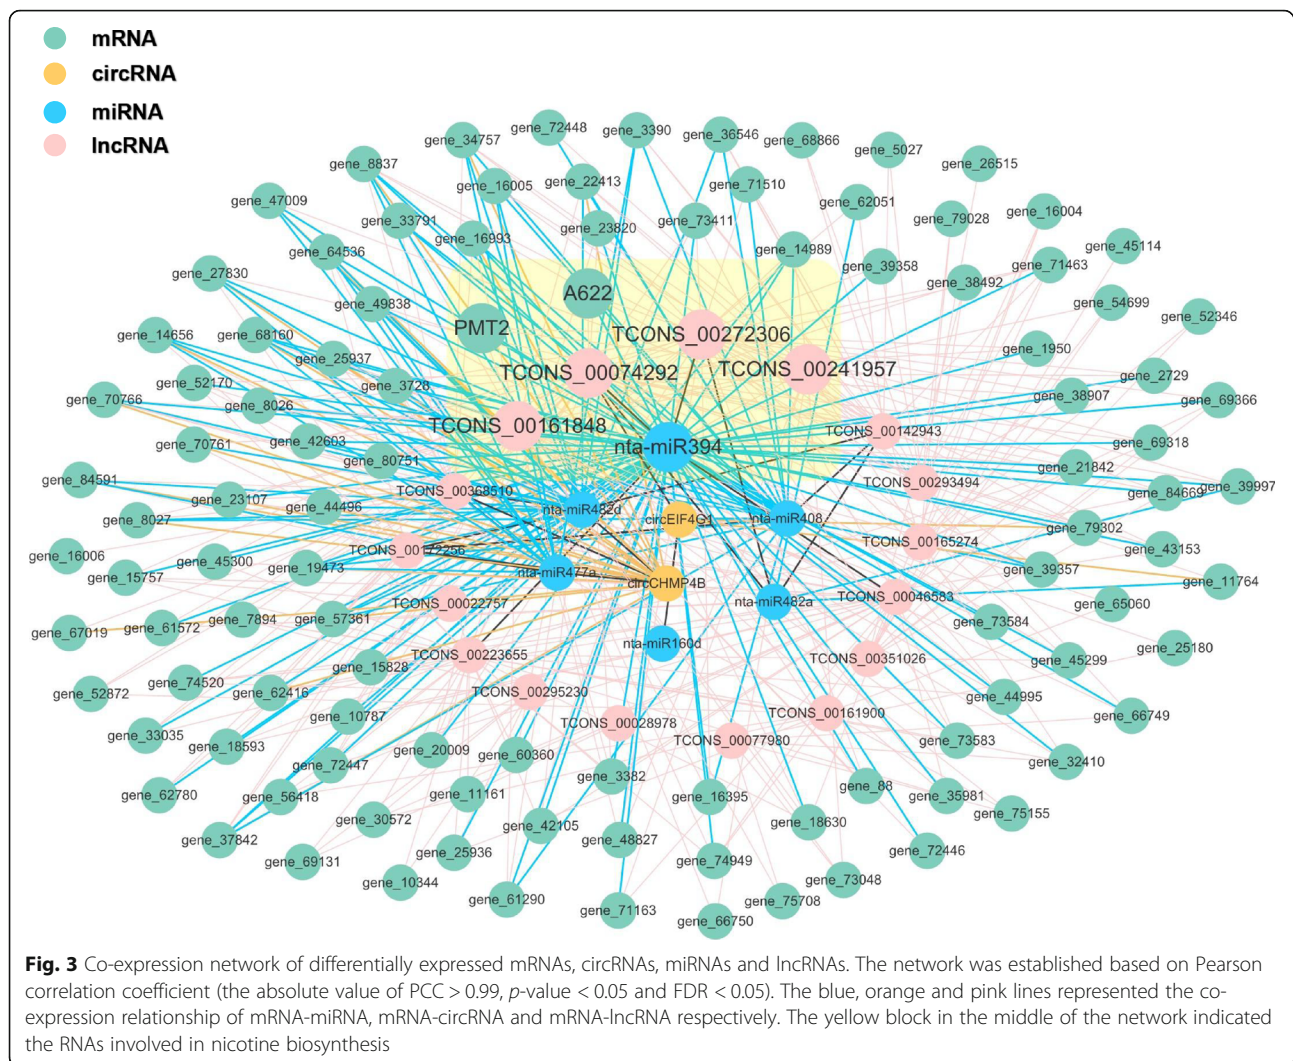 mRNA
circRNA
miRNA
lncRNA
gene_72448
gene_3390
gene_36546
gene_68866
gene_34757
gene_5027
gene_26515
gene_8837
gene_16005
gene_22413
gene_71510
gene_62051
gene_47009
gene_33791
gene_16993
gene_23820
gene_73411
gene_79028
gene_16004
gene_64536
gene_14989
gene_45114
gene_27830
gene_39358
gene_38492
gene_71463
gene_49838
A622
gene_54699
gene_14656
gene_68160
PMT2
TCONS_00272306
gene_52346
gene_25937
gene_1950
gene_52170
gene_3728
TCONS_00074292
TCONS_00241957
gene_2729
gene_70766
gene_8026
gene_38907
gene_69366
gene_70761
gene_42603
TCONS_00161848
TCONS_00142943
nta-miR394
gene_69318
gene_80751
gene_21842
gene_84591
gene_23107
gene_44496
TCONS_00368510
TCONS_00293494
gene_84669
gene_39997
gene_8027
nta-miR482d
circEIF4G1
nta-miR408
gene_79302
gene_16006
gene_45300
TCONS_00172256
TCONS_00165274
gene_43153
gene_15757
gene_19473
nta-miR477a
circCHMP4B
gene_39357
gene_11764
gene_67019
gene_61572
gene_7894
gene_57361
TCONS_00022757
nta-miR482a
TCONS_00046583
gene_65060
gene_73584
gene_52872
gene_74520
gene_15828
TCONS_00223655
nta-miR160d
TCONS_00351026
gene_45299
gene_25180
gene_62416
TCONS_00295230
gene_44995
gene_33035
gene_18593
gene_10787
TCONS_00028978
TCONS_00161900
gene_66749
gene_20009
gene_60360
TCONS_00077980
gene_73583
gene_32410
gene_62780
gene_72447
gene_3382
gene_88
gene_35981
gene_56418
gene_11161
gene_16395
gene_75155
gene_37842
gene_30572
gene_42105
gene_48827
gene_18630
gene_69131
gene_25936
gene_74949
gene_72446
gene_10344
gene_61290
gene_73048
gene_71163
gene_66750
gene_75708
Fig. 3 Co-expression network of differentially expressed mRNAs, circRNAs, miRNAs and lncRNAs. The network was established based on Pearson
correlation coefficient (the absolute value of PCC > 0.99, p-value < 0.05 and FDR < 0.05). The blue, orange and pink lines represented the co-
expression relationship of mRNA-miRNA, mRNA-circRNA and mRNA-lncRNA respectively. The yellow block in the middle of the network indicated
the RNAs involved in nicotine biosynthesis